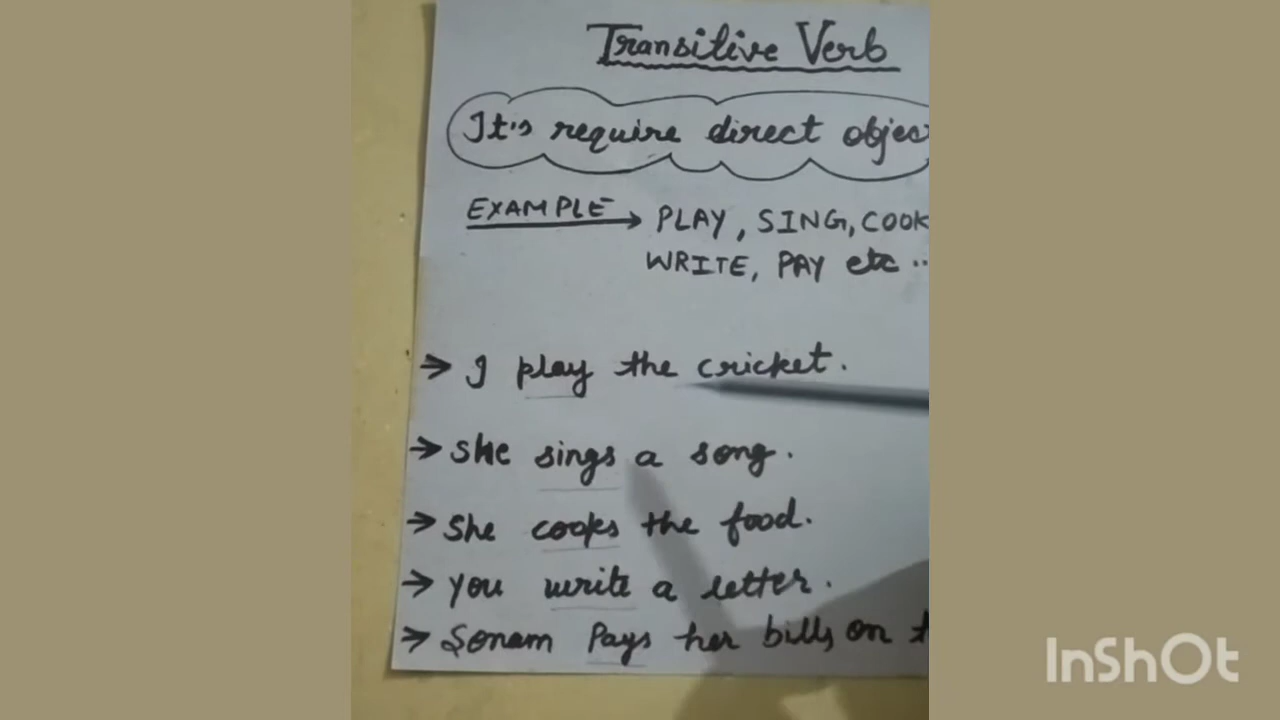 Transitive Verb
It's require direct objec
EXAMPLE → PLAY, SING, COOK
WRITE, PAY etc ..
→ I play the cricket.
→ She sings a song.
→ She cooks the food.
→ you write a letter.
→ Sonam Pays her bills on t
InShOt